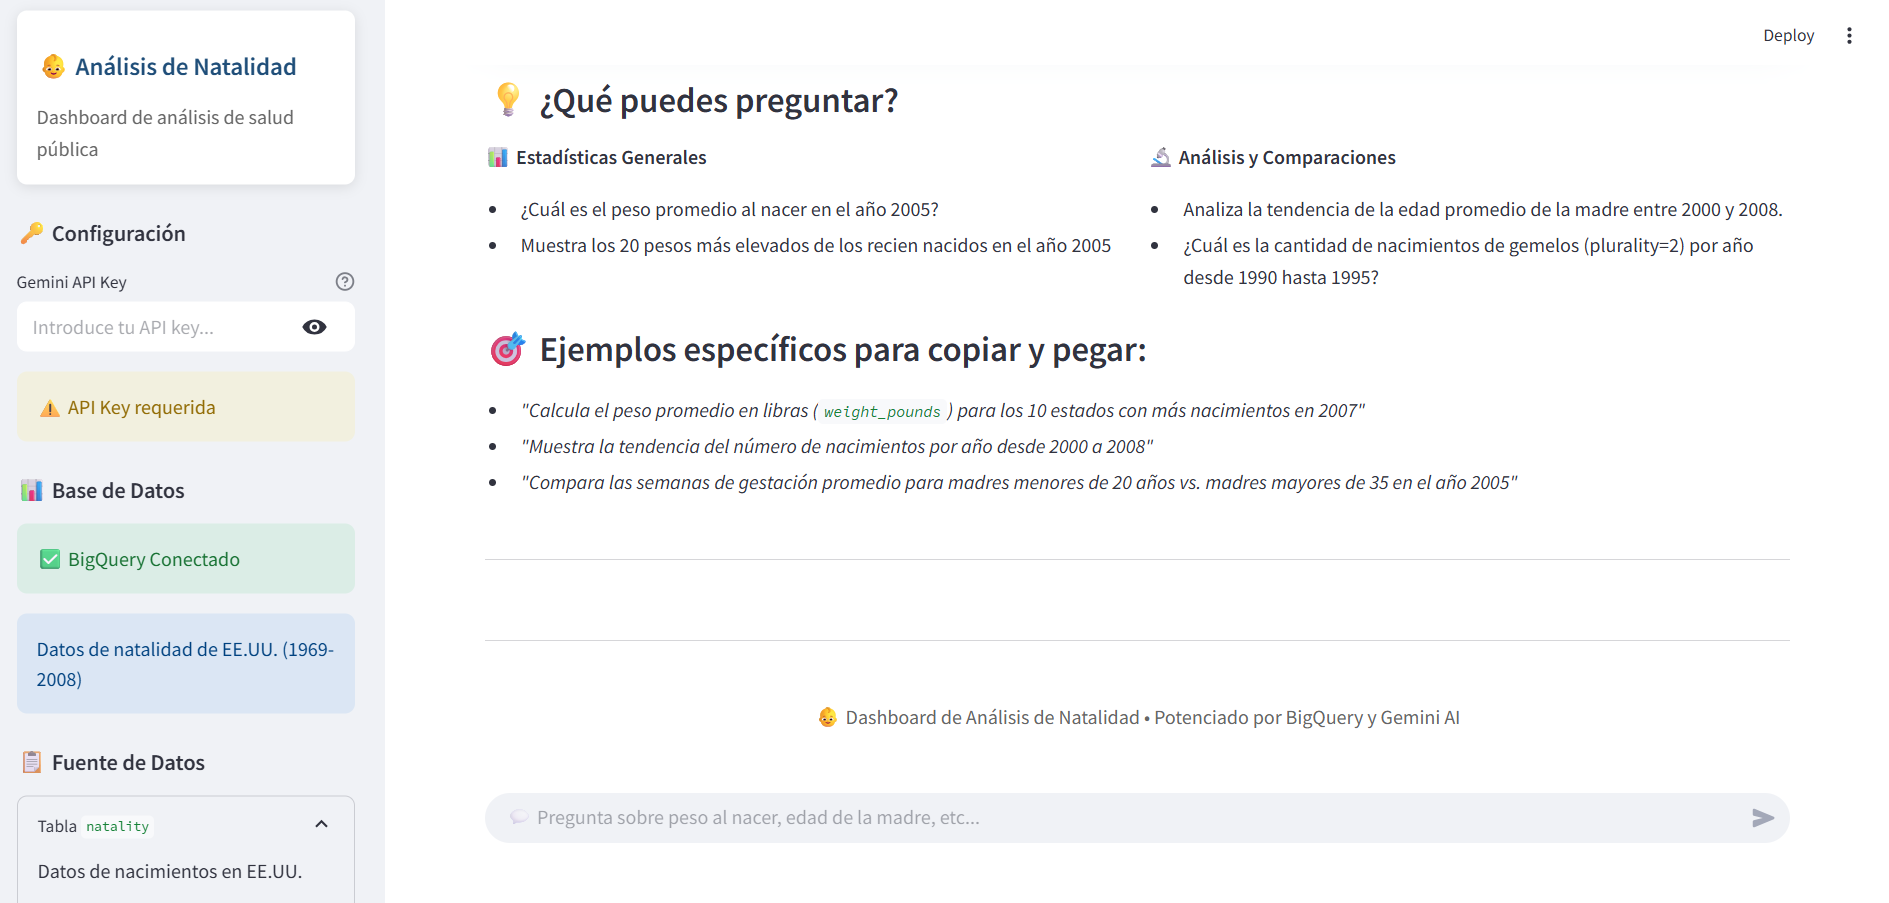 Análisis de Natalidad
Dashboard de análisis de salud
pública
Configuración
Gemini API Key
Introduce tu API key...
API Key requerida
Base de Datos
BigQuery Conectado
Datos de natalidad de EE.UU. (1969-
2008)
Fuente de Datos
Tabla natality
Datos de nacimientos en EE.UU.
Deploy
¿Qué puedes preguntar?
Estadísticas Generales
• ¿Cuál es el peso promedio al nacer en el año 2005?
• Muestra los 20 pesos más elevados de los recien nacidos en el año 2005
Análisis y Comparaciones
• Analiza la tendencia de la edad promedio de la madre entre 2000 y 2008.
• ¿Cuál es la cantidad de nacimientos de gemelos (plurality=2) por año
desde 1990 hasta 1995?
Ejemplos específicos para copiar y pegar:
• "Calcula el peso promedio en libras ( weight_pounds ) para los 10 estados con más nacimientos en 2007"
• "Muestra la tendencia del número de nacimientos por año desde 2000 a 2008"
• "Compara las semanas de gestación promedio para madres menores de 20 años vs. madres mayores de 35 en el año 2005"
Dashboard de Análisis de Natalidad • Potenciado por BigQuery y Gemini AI
Pregunta sobre peso al nacer, edad de la madre, etc...